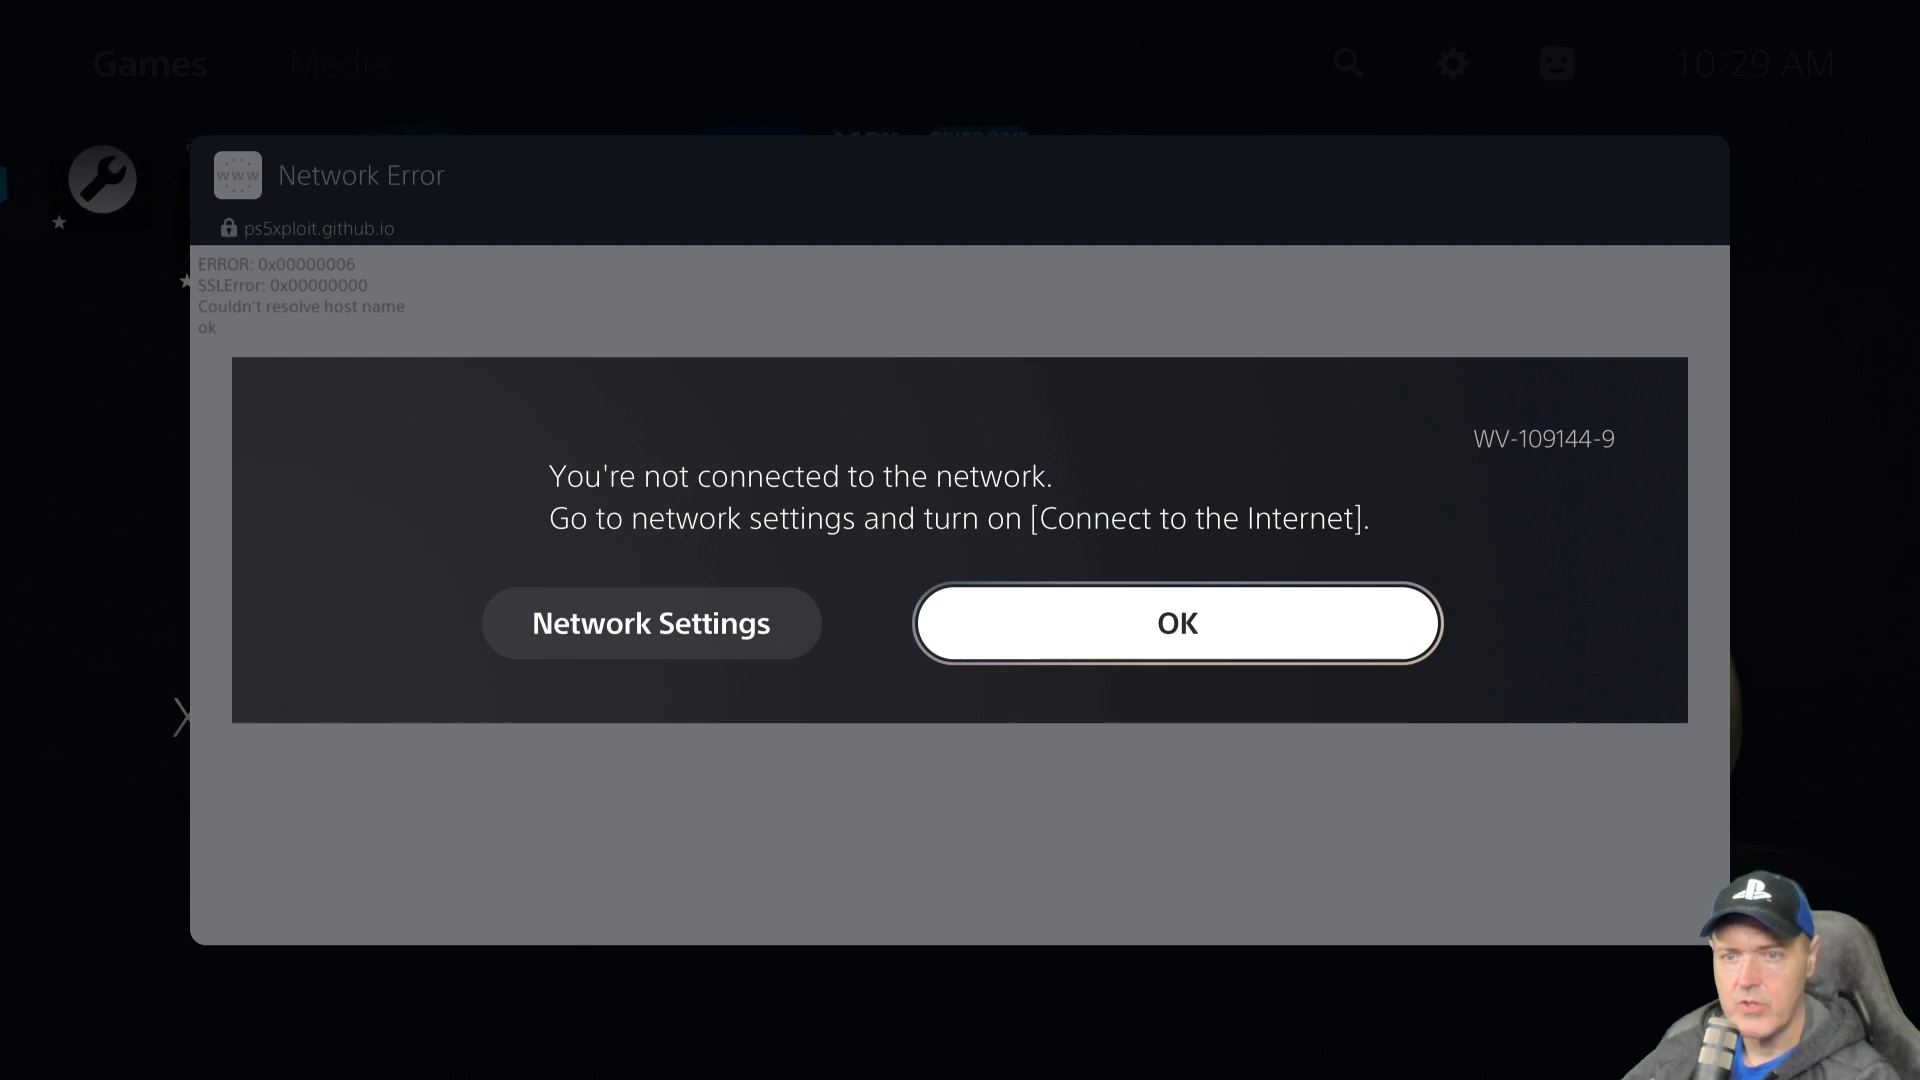 Games
Media
10:29 AM
www
Network Error
ps5xploit.github.io
ERROR: 0x00000006
SSLError: 0x00000000
Couldn't resolve host name
ok
WV-109144-9
You're not connected to the network.
Go to network settings and turn on [Connect to the Internet].
Network Settings
OK